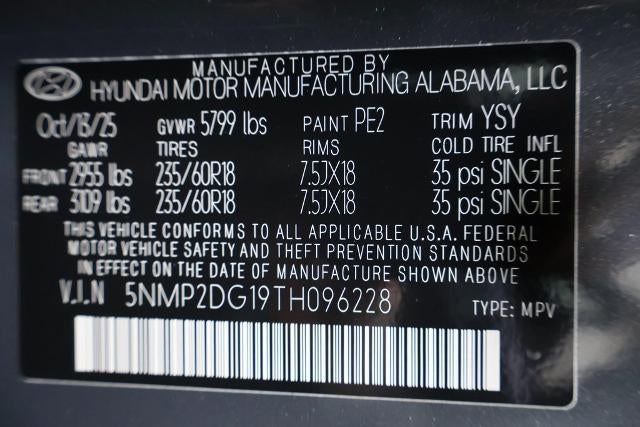 MANUFACTURED BY
HYUNDAI MOTOR MANUFACTURING ALABAMA, LLC
Oct/13/25 GVWR 5799 lbs PAINT PE2 TRIM YSY
GAWR TIRES RIMS COLD TIRE INFL
FRONT 2955 lbs 235/60R18 7.5JX18 35 psi SINGLE
REAR 3109 lbs 235/60R18 7.5JX18 35 psi SINGLE
THIS VEHICLE CONFORMS TO ALL APPLICABLE U.S.A. FEDERAL
MOTOR VEHICLE SAFETY AND THEFT PREVENTION STANDARDS
IN EFFECT ON THE DATE OF MANUFACTURE SHOWN ABOVE
V.I.N 5NMP2DG19TH096228 TYPE: MPV